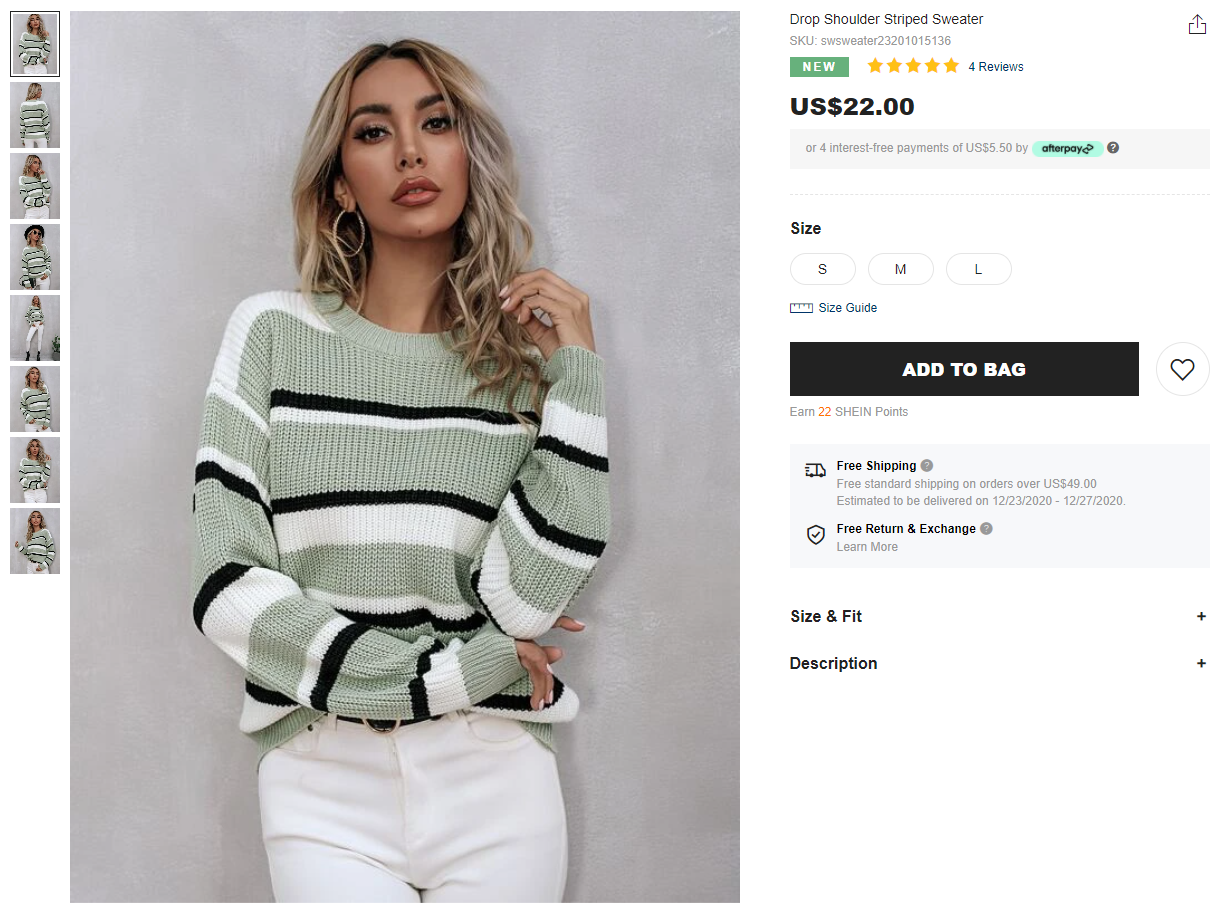 Drop Shoulder Striped Sweater
SKU: swsweater23201015136
NEW
4 Reviews
US$22.00
or 4 interest-free payments of US$5.50 by afterpay
Size
S
M
L
Size Guide
ADD TO BAG
Earn 22 SHEIN Points
Free Shipping ?
Free standard shipping on orders over US$49.00
Estimated to be delivered on 12/23/2020 - 12/27/2020.
Free Return & Exchange ?
Learn More
Size & Fit +
Description +